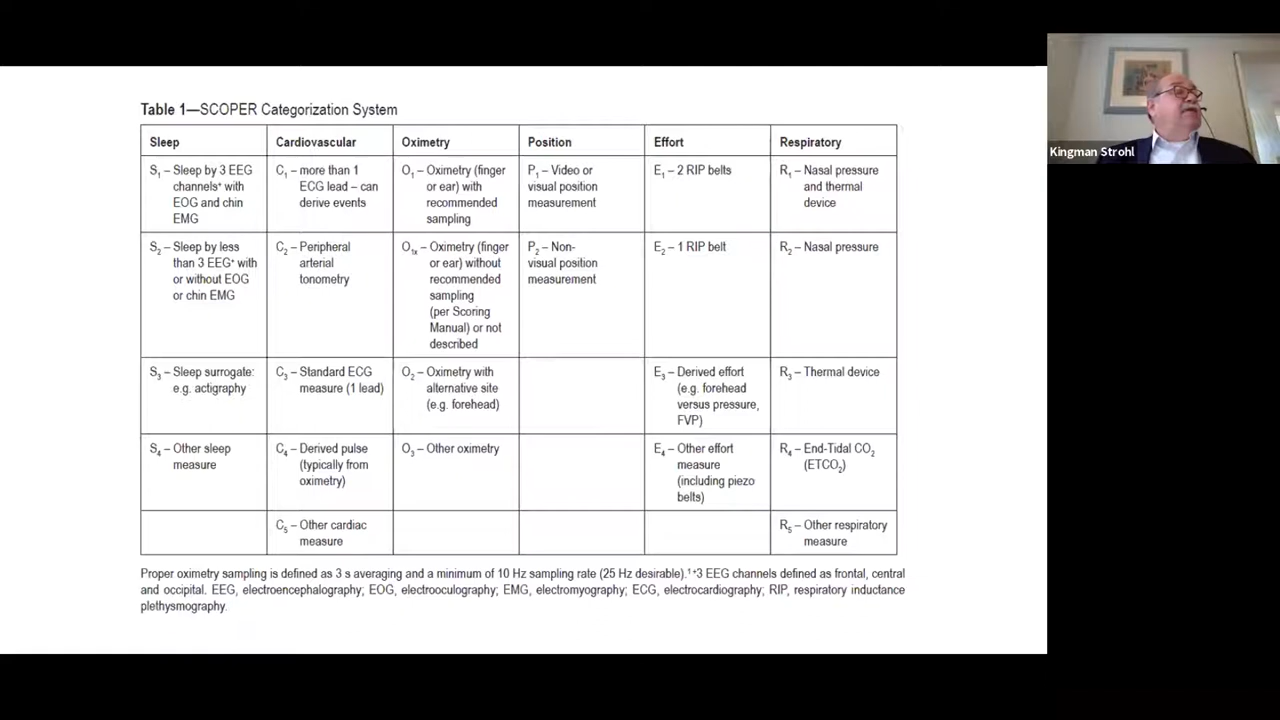 Table 1—SCOPER Categorization System
Sleep
Cardiovascular
Oximetry
Position
Effort
Respiratory
S1 – Sleep by 3 EEG
channels+ with
EOG and chin
EMG
C1 – more than 1
ECG lead – can
derive events
O1 – Oximetry (finger
or ear) with
recommended
sampling
P1 – Video or
visual position
measurement
E1 – 2 RIP belts
R1 – Nasal pressure
and thermal
device
S2 – Sleep by less
than 3 EEG+ with
or without EOG
or chin EMG
C2 – Peripheral
arterial
tonometry
O1x – Oximetry (finger
or ear) without
recommended
sampling
(per Scoring
Manual) or not
described
P2 – Non-
visual position
measurement
E2 – 1 RIP belt
R2 – Nasal pressure
S3 – Sleep surrogate:
e.g. actigraphy
C3 – Standard ECG
measure (1 lead)
O2 – Oximetry with
alternative site
(e.g. forehead)
E3 – Derived effort
(e.g. forehead
versus pressure,
FVP)
R3 – Thermal device
S4 – Other sleep
measure
C4 – Derived pulse
(typically from
oximetry)
O3 – Other oximetry
E4 – Other effort
measure
(including piezo
belts)
R4 – End-Tidal CO2
(ETCO2)
C5 – Other cardiac
measure
R5 – Other respiratory
measure
Proper oximetry sampling is defined as 3 s averaging and a minimum of 10 Hz sampling rate (25 Hz desirable).1 +3 EEG channels defined as frontal, central
and occipital. EEG, electroencephalography; EOG, electrooculography; EMG, electromyography; ECG, electrocardiography; RIP, respiratory inductance
plethysmography.
Kingman Strohl